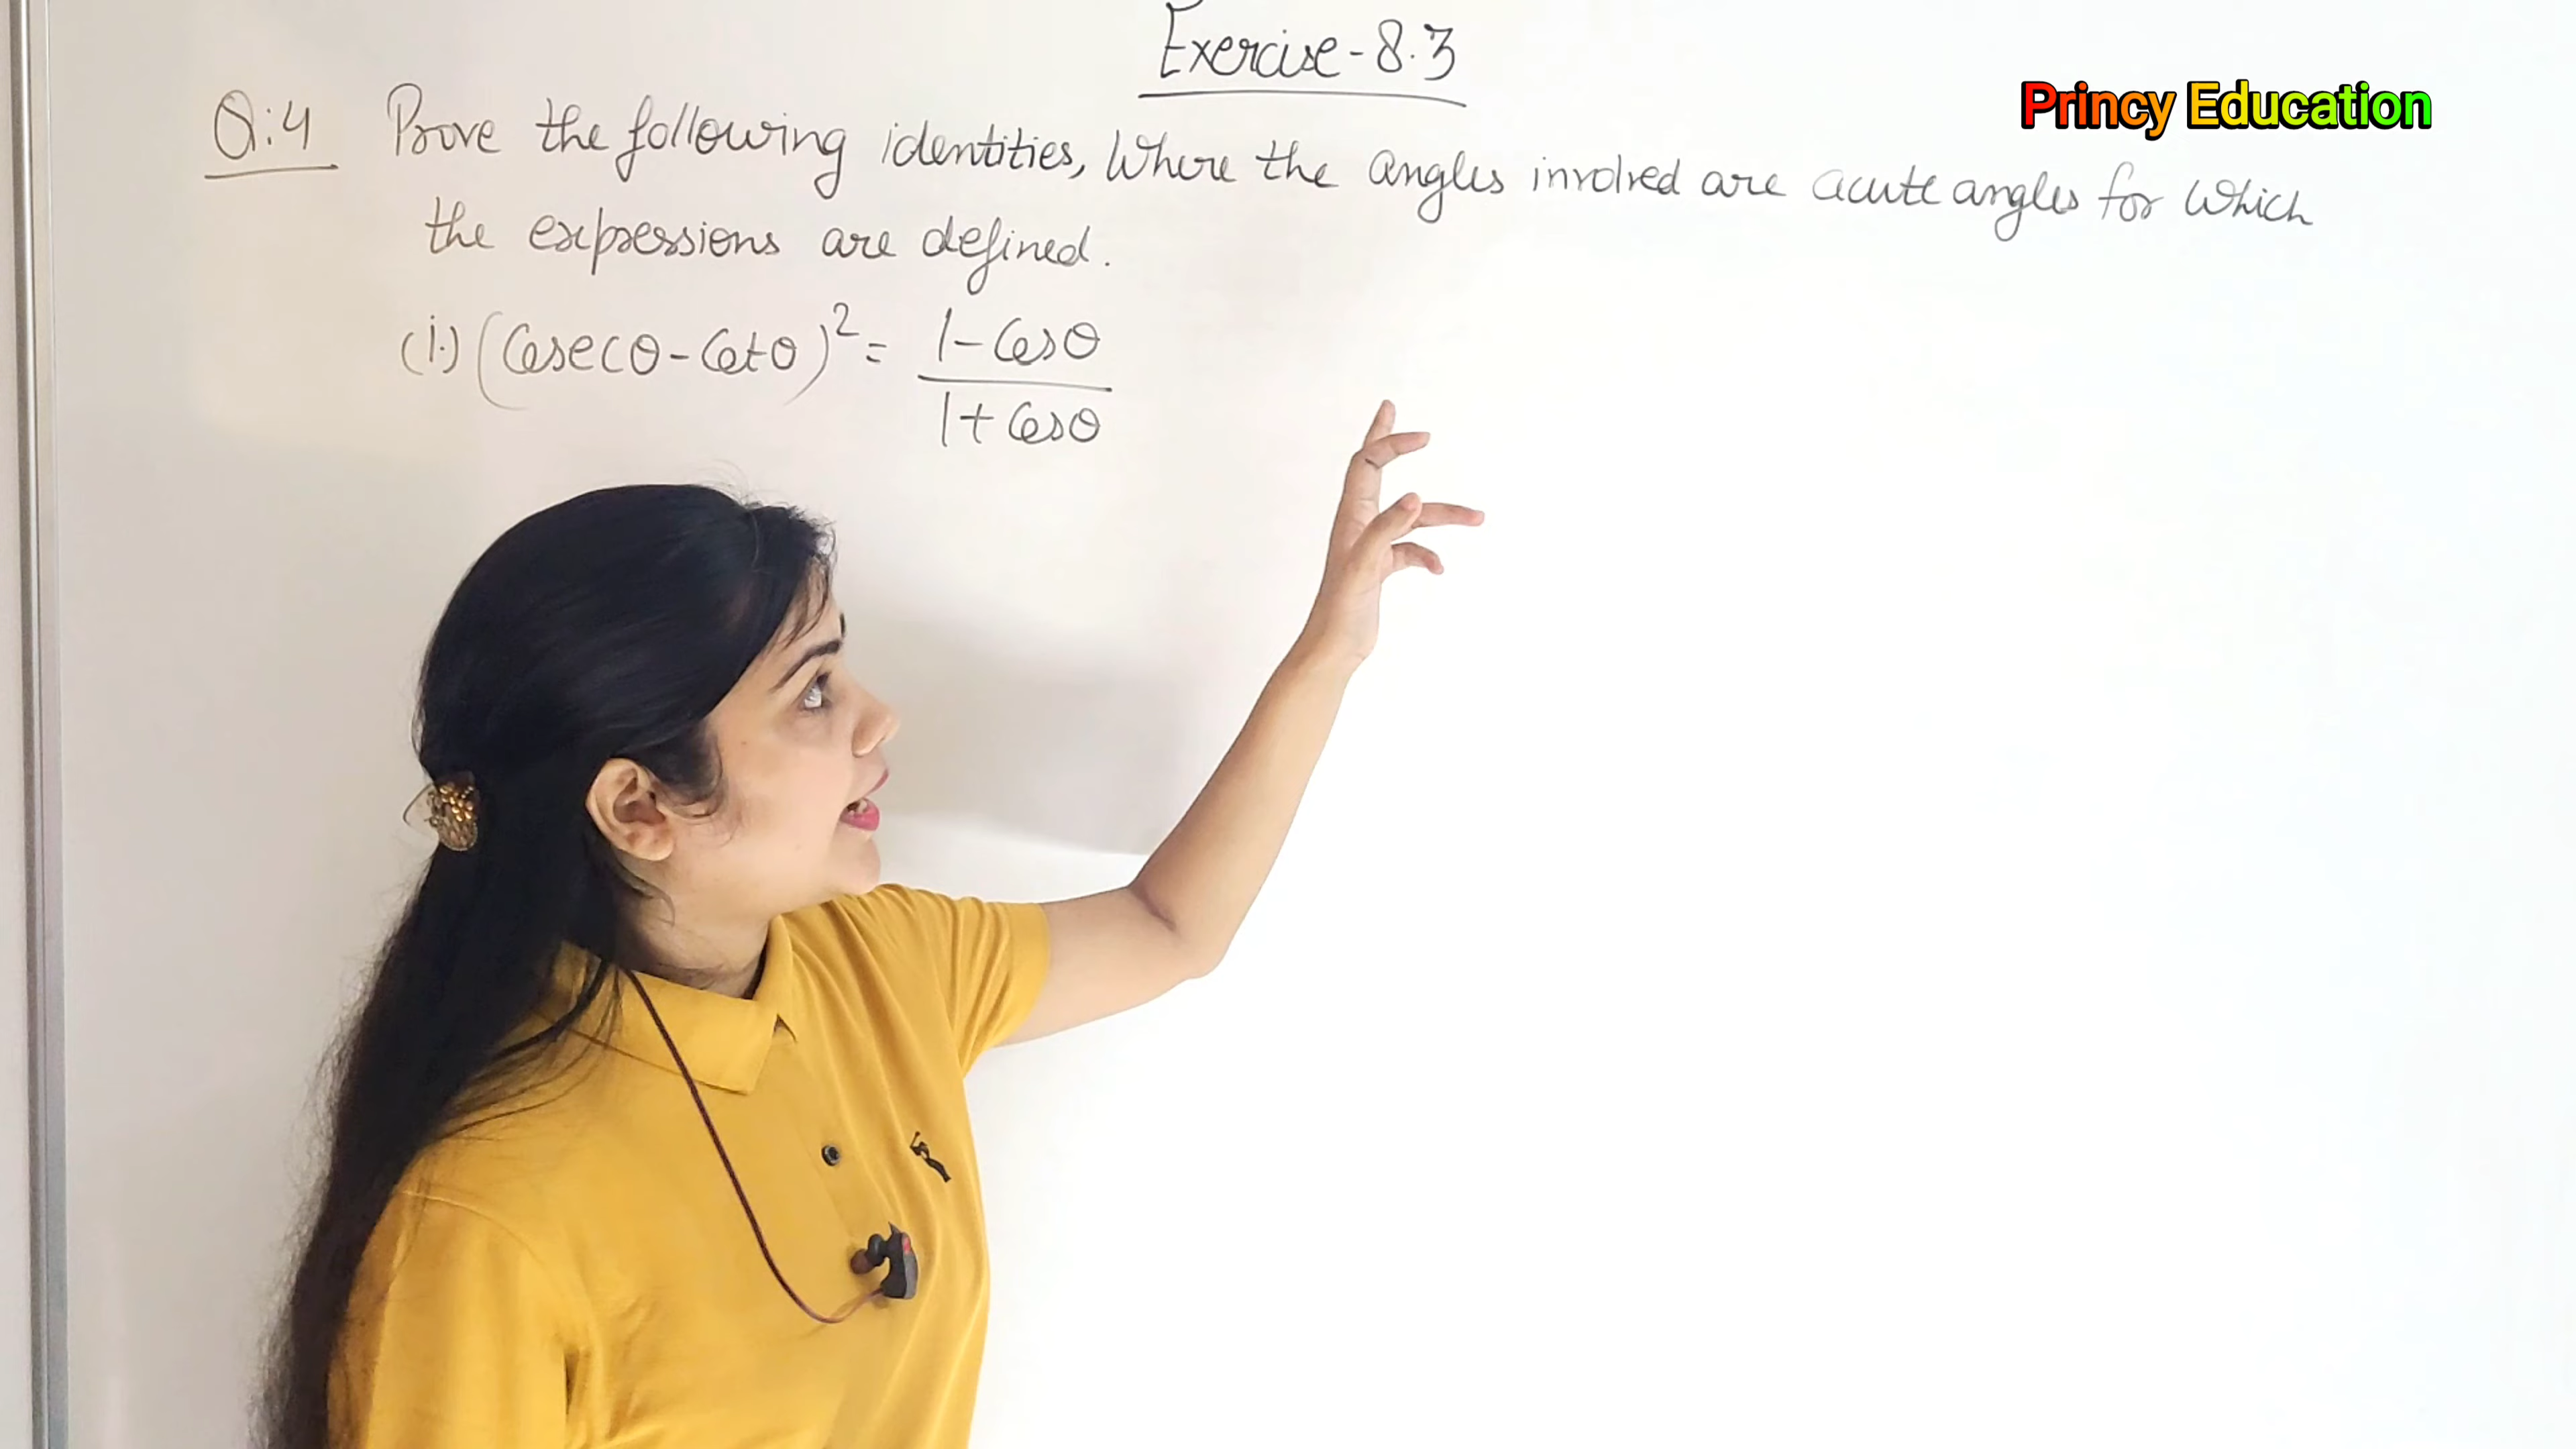 Exercise-8.3
Princy Education
Q:4 Prove the following identities, Where the angles involved are acute angles for which
the expressions are defined.
(i.) (Cosecθ-Cotθ)² = 1-Cosθ
1+Cosθ